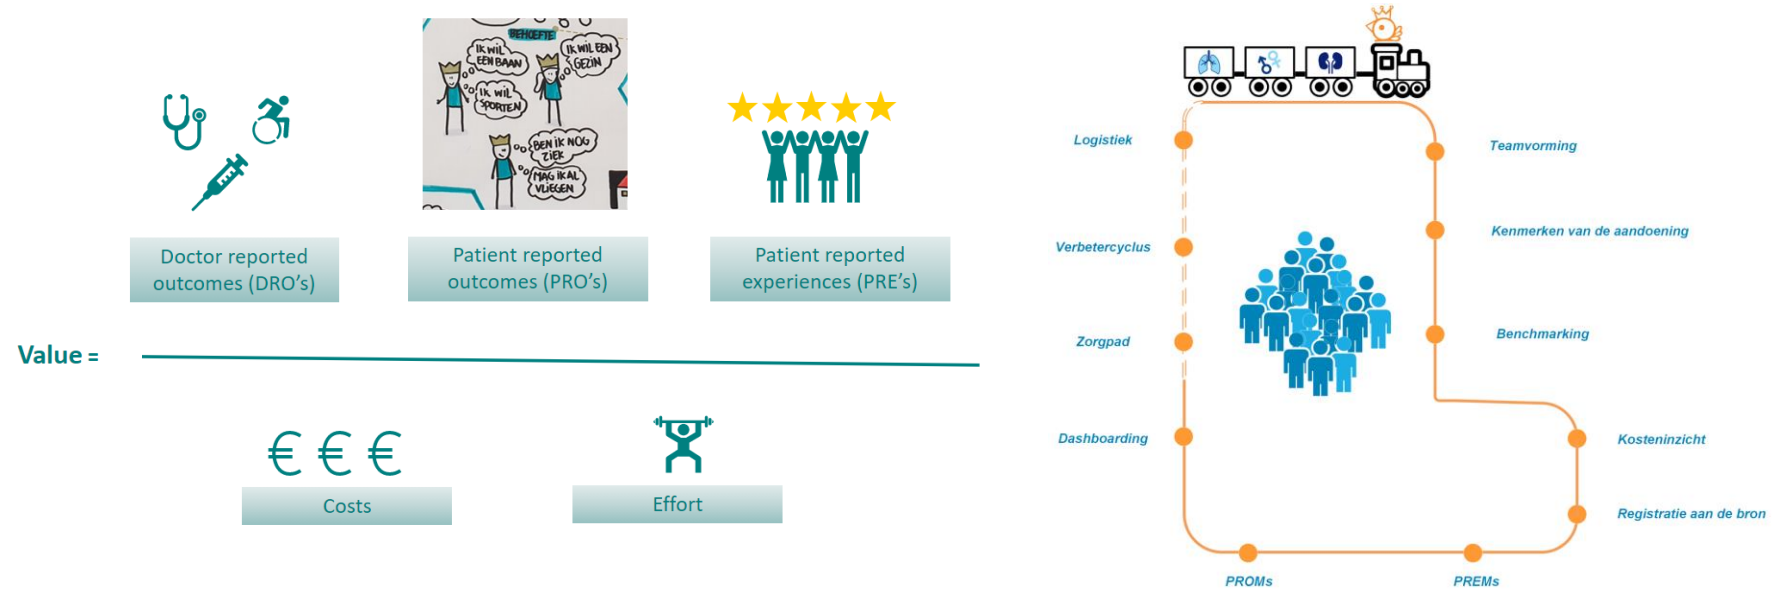 BEHOEFTE
IK WIL
EEN BAAN
IK WIL EEN
GEZIN
IK WIL
SPORTEN
BEN IK NOG
ZIEK
MAG IK AL
VLIEGEN
Doctor reported
outcomes (DRO's)
Patient reported
outcomes (PRO's)
Patient reported
experiences (PRE's)
Value =
€ € €
Costs
Effort
Logistiek
Teamvorming
Verbetercyclus
Kenmerken van de aandoening
Zorgpad
Benchmarking
Dashboarding
Kosteninzicht
Registratie aan de bron
PROMs
PREMs